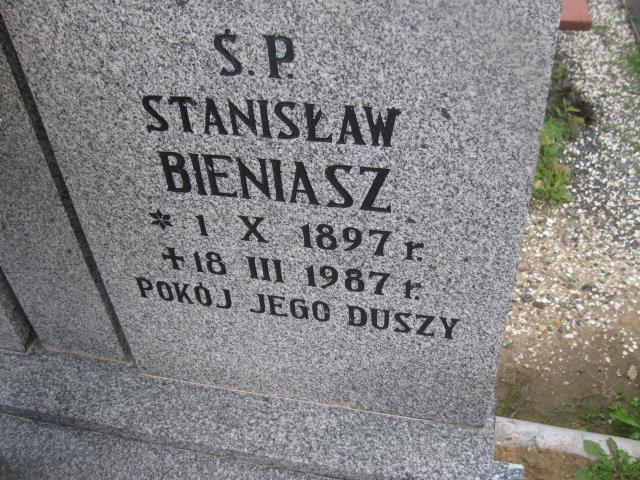 Ś.P.
STANISŁAW
BIENIASZ
* 1 X 1897 r.
+ 18 III 1987 r.
POKÓJ JEGO DUSZY